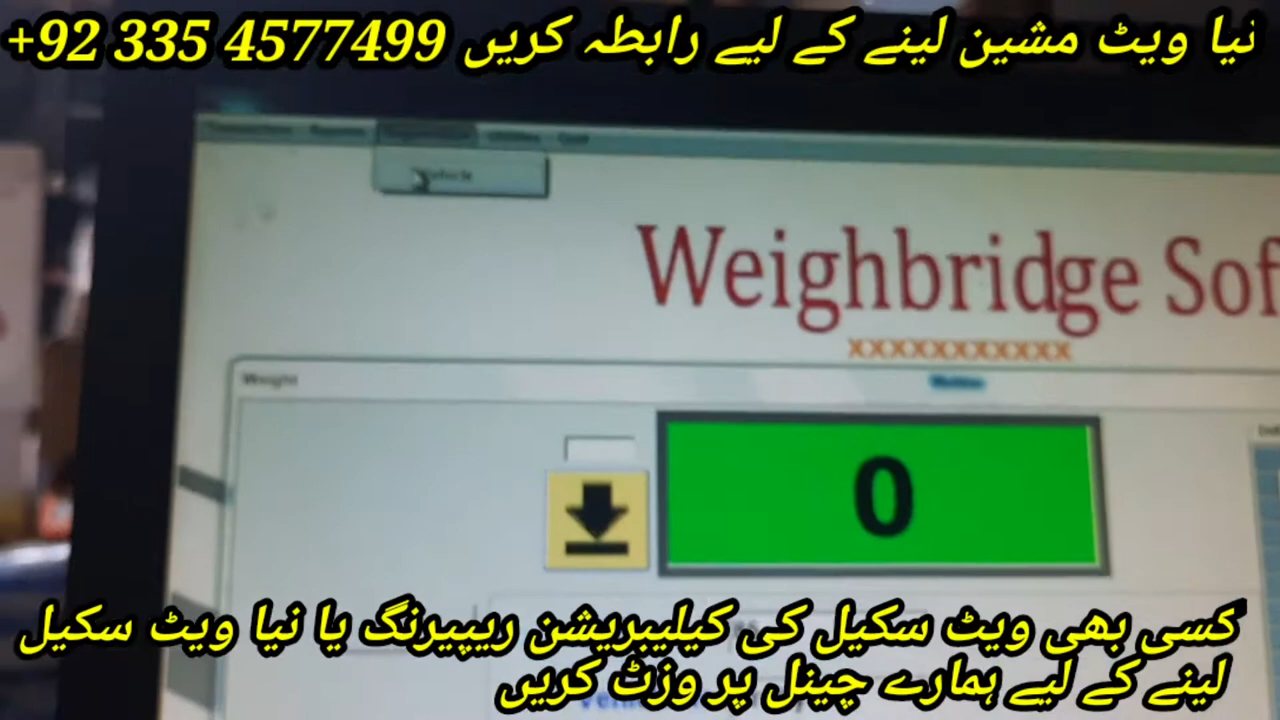 نیا ویٹ مشین لینے کے لیے رابطہ کریں +92 335 4577499
Weighbridge Sof
XXXXXXXXXXX
Weight
0
کسی بھی ویٹ سکیل کی کیلیبریشن ریپیرنگ یا نیا ویٹ سکیل
لینے کے لیے ہمارے چینل پر وزٹ کریں